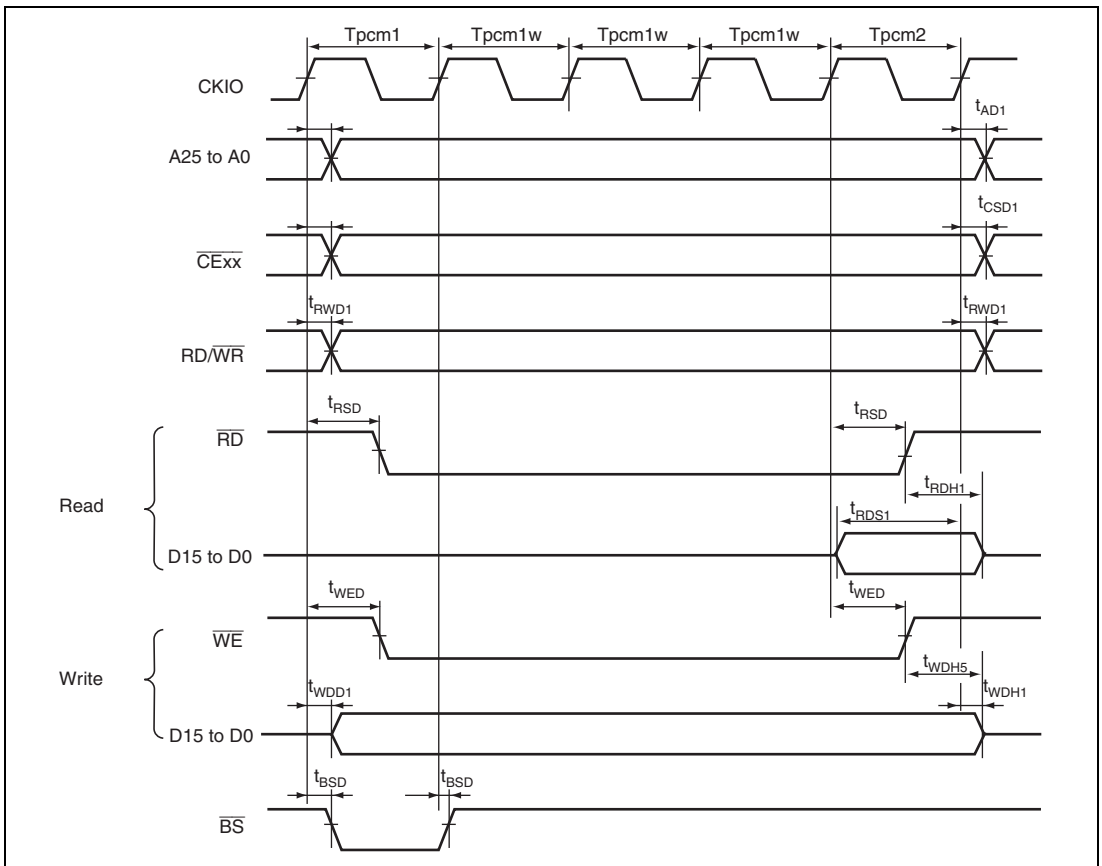 Tpcm1 Tpcm1w Tpcm1w Tpcm1w Tpcm2
CKIO
tAD1
A25 to A0
tCSD1
CExx
tRWD1 tRWD1
RD/WR
tRSD tRSD
RD
tRDH1
Read
tRDS1
D15 to D0
tWED tWED
WE
tWDH5
Write
tWDD1 tWDH1
D15 to D0
tBSD tBSD
BS